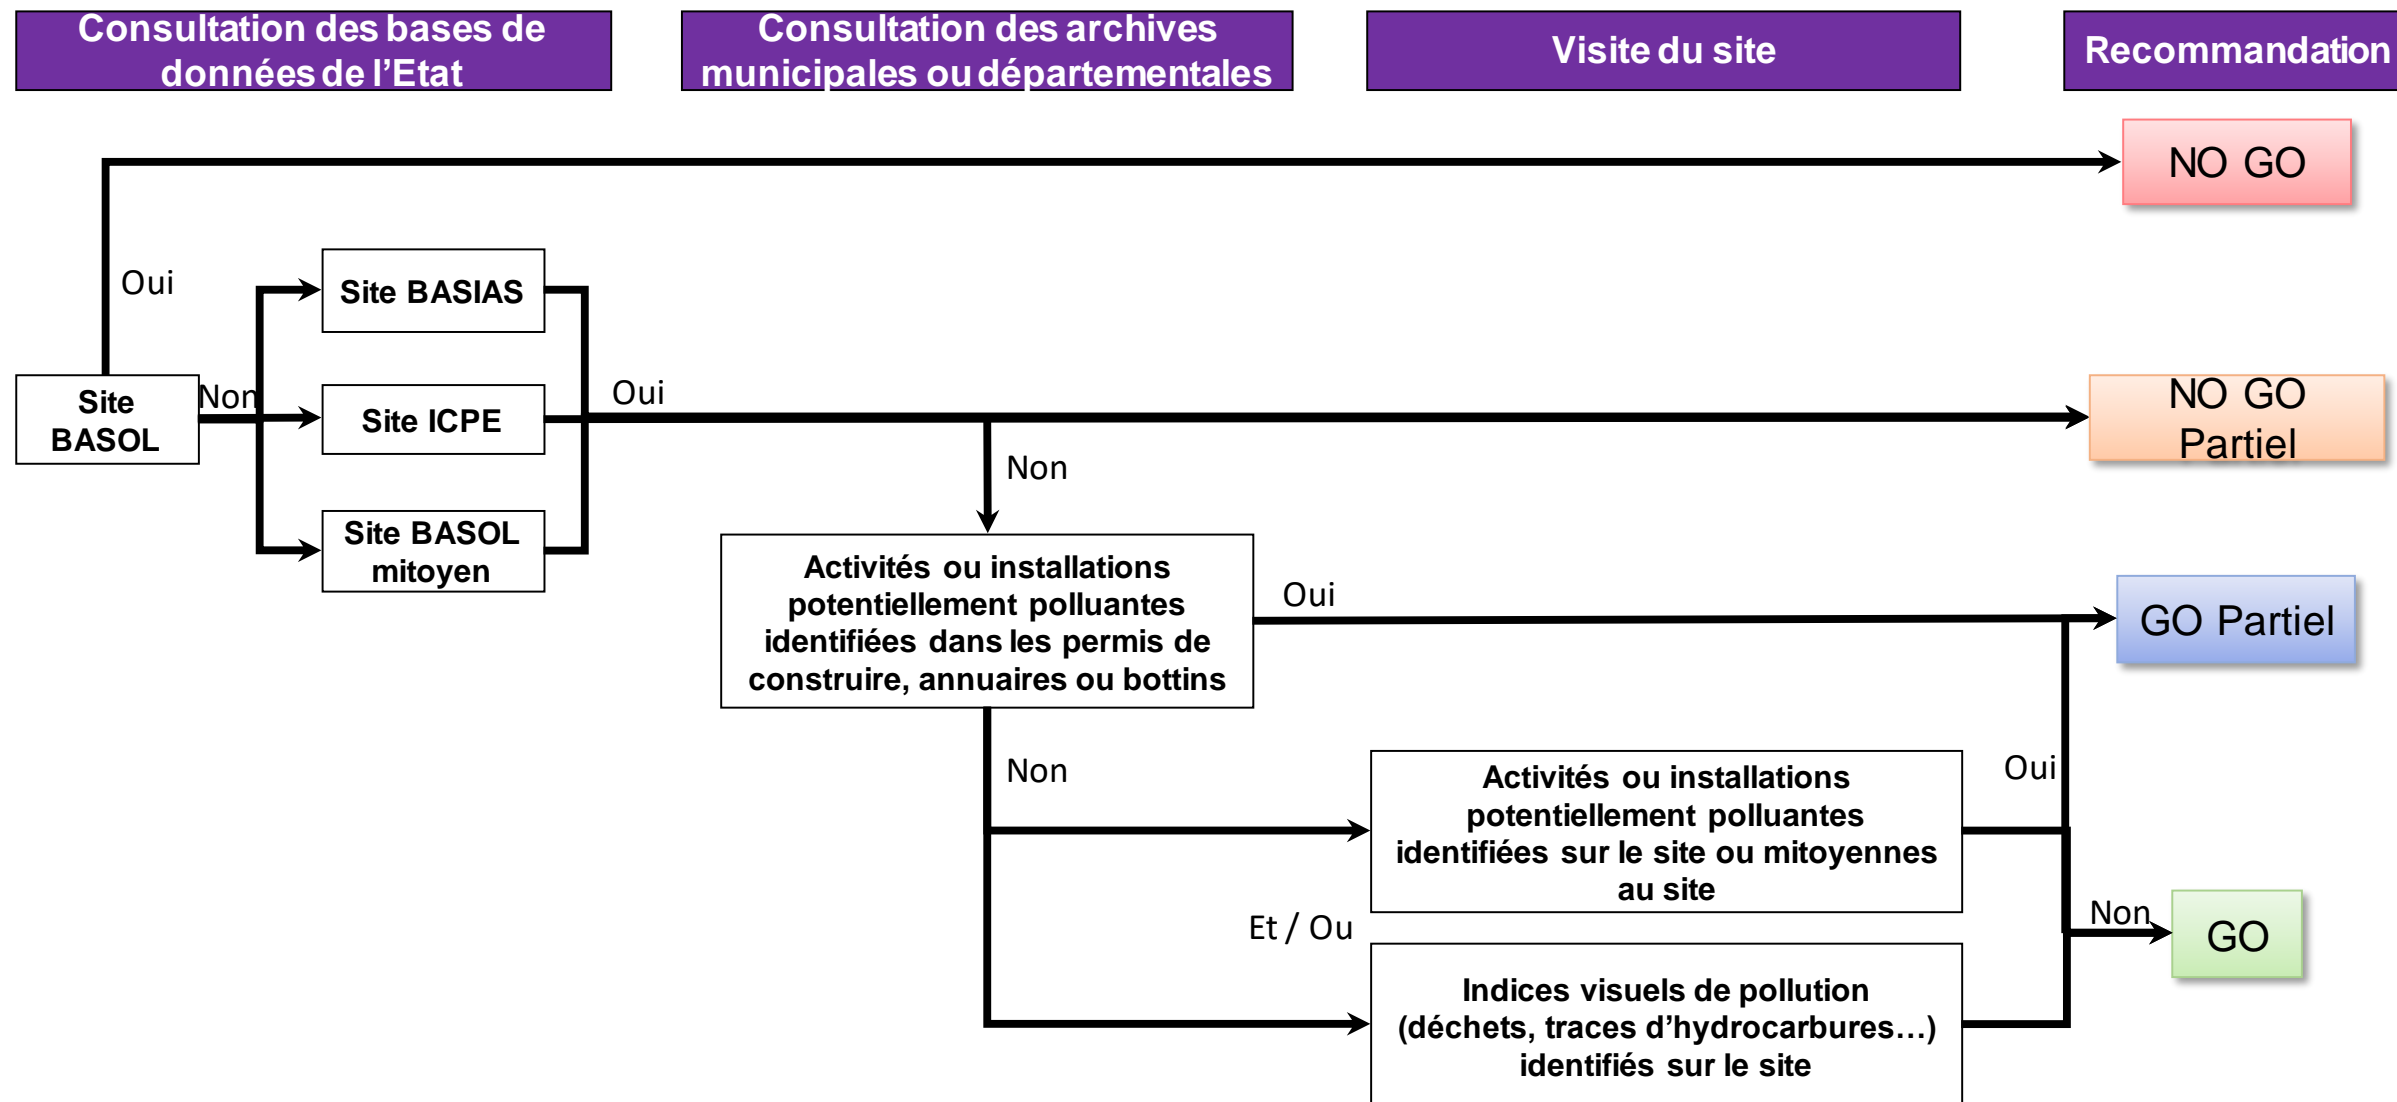 Consultation des bases de
données de l’Etat
Consultation des archives
municipales ou départementales
Visite du site
Recommandation
NO GO
Oui
Site BASIAS
Site
BASOL
Non
Site ICPE
Oui
NO GO
Partiel
Non
Site BASOL
mitoyen
Activités ou installations
potentiellement polluantes
identifiées dans les permis de
construire, annuaires ou bottins
Oui
GO Partiel
Non
Activités ou installations
potentiellement polluantes
identifiées sur le site ou mitoyennes
au site
Oui
Et / Ou
Non
GO
Indices visuels de pollution
(déchets, traces d’hydrocarbures…)
identifiés sur le site